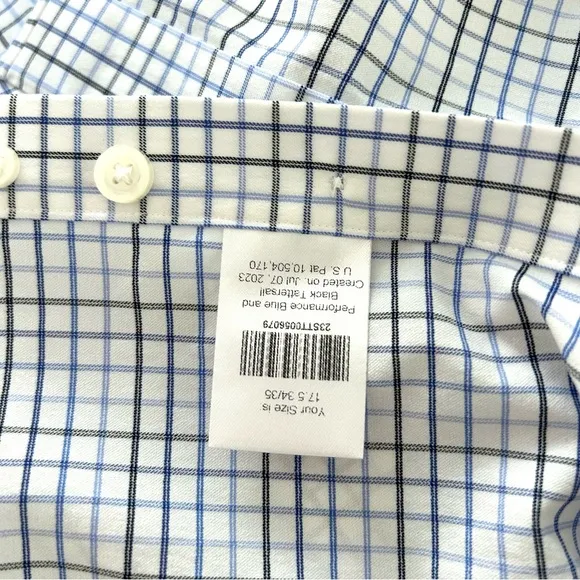 Your Size is
17.5 34/35
23STT0056079
Performance Blue and
Black Tattersall
Created on Jul 07, 2023
U.S. Pat 10,504,170